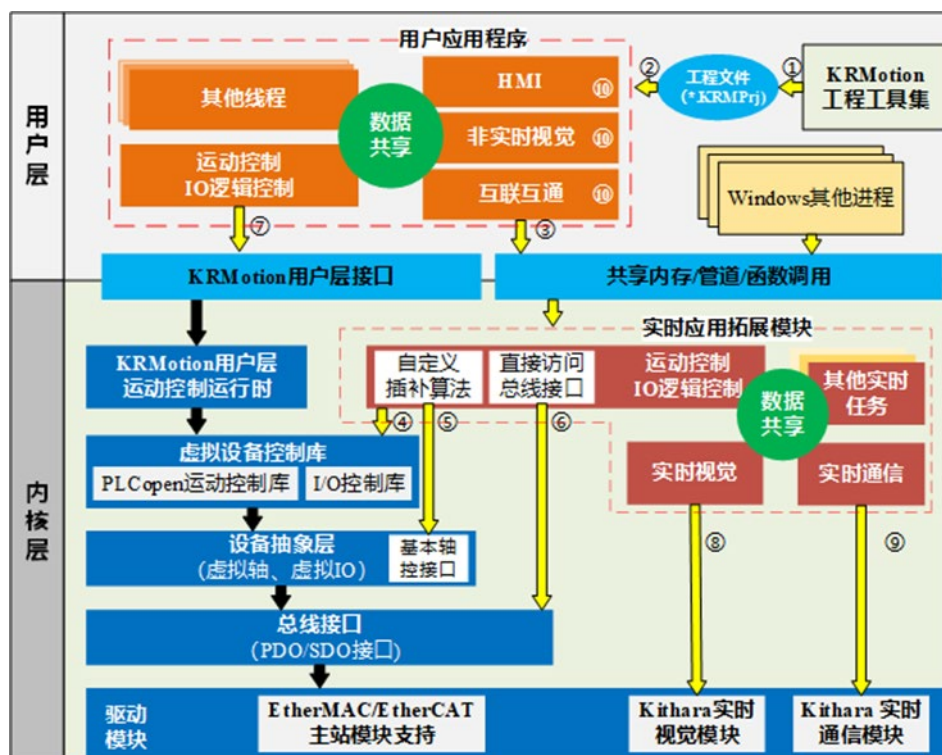 用户层
用户应用程序
其他线程
运动控制
IO逻辑控制
数据
共享
HMI
⑩
非实时视觉
⑩
互联互通
⑩
②
工程文件
(*.KRMPrj)
①
KRMotion
工程工具集
Windows其他进程
⑦
③
KRMotion用户层接口
共享内存/管道/函数调用
内核层
实时应用拓展模块
KRMotion用户层
运动控制运行时
自定义
插补算法
直接访问
总线接口
运动控制
IO逻辑控制
数据
共享
其他实时
任务
④
⑤
⑥
虚拟设备控制库
PLCopen运动控制库
I/O控制库
实时视觉
实时通信
设备抽象层
(虚拟轴、虚拟IO)
基本轴
控接口
⑧
⑨
总线接口
(PDO/SDO接口)
驱动
模块
EtherMAC/EtherCAT
主站模块支持
Kithara实时
视觉模块
Kithara 实时
通信模块